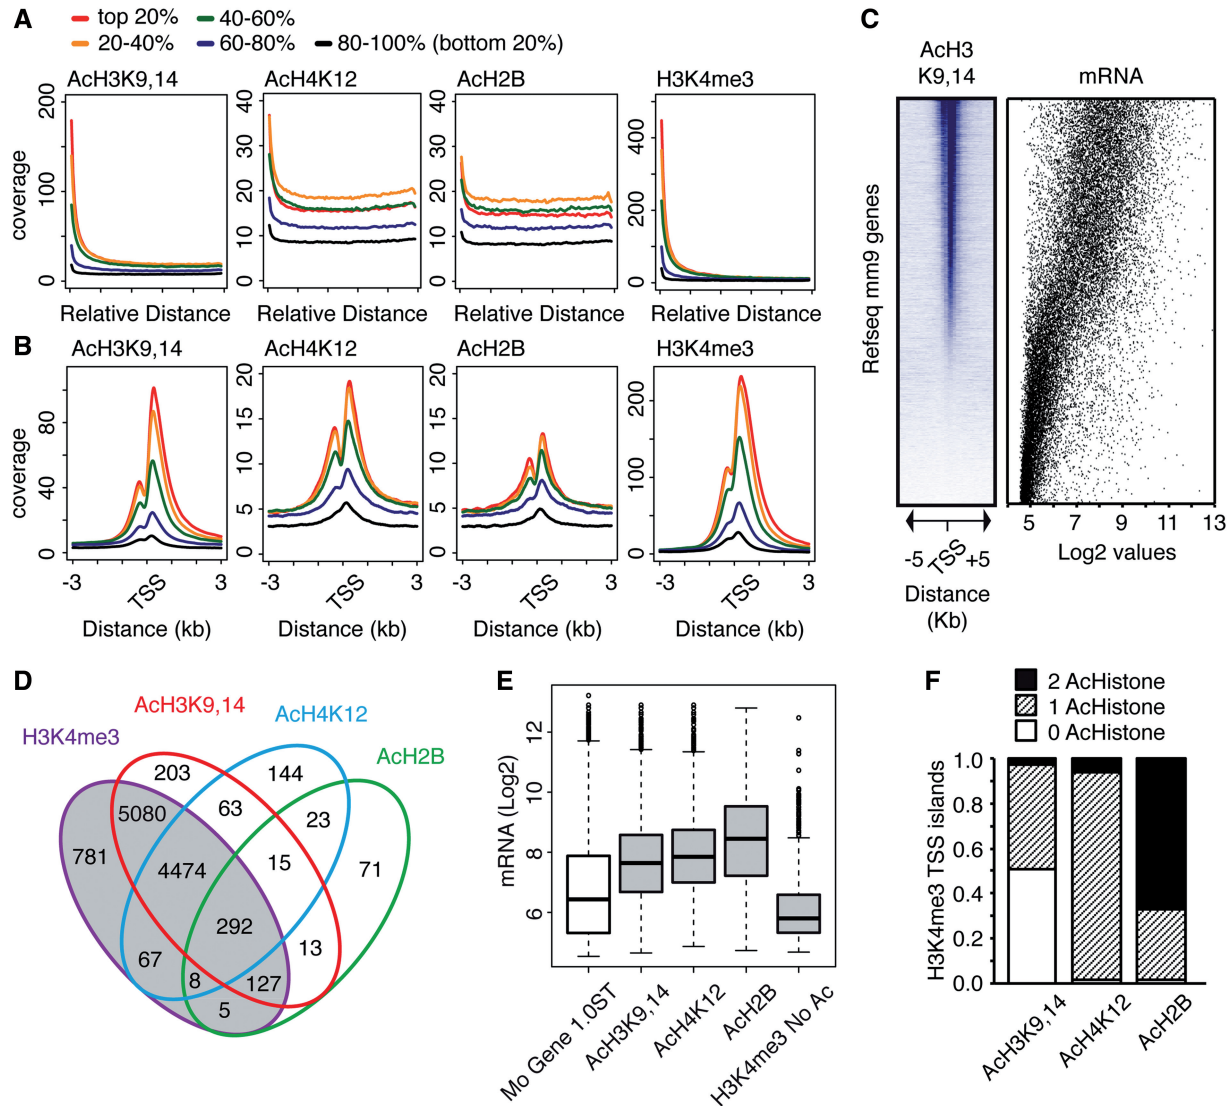 A
top 20%
20-40%
40-60%
60-80%
80-100% (bottom 20%)
AcH3K9,14
AcH4K12
AcH2B
H3K4me3
coverage
0 100 200
0 10 20 30 40
0 10 20 30 40
0 200 400
Relative Distance
Relative Distance
Relative Distance
Relative Distance
B
AcH3K9,14
AcH4K12
AcH2B
H3K4me3
coverage
0 40 80
0 5 10 15 20
0 5 10 15 20
0 100 200
-3 TSS 3
-3 TSS 3
-3 TSS 3
-3 TSS 3
Distance (kb)
Distance (kb)
Distance (kb)
Distance (kb)
C
AcH3
K9,14
mRNA
Refseq mm9 genes
-5 TSS +5
Distance
(Kb)
5 7 9 11 13
Log2 values
D
H3K4me3
AcH3K9,14
AcH4K12
AcH2B
203
144
5080
63
23
781
4474
15
71
292
67
8
127
13
5
E
mRNA (Log2)
12
10
8
6
Mo Gene 1.0ST
AcH3K9,14
AcH4K12
AcH2B
H3K4me3 No Ac
F
2 AcHistone
1 AcHistone
0 AcHistone
H3K4me3 TSS islands
1.0
0.8
0.6
0.4
0.2
0.0
AcH3K9,14
AcH4K12
AcH2B